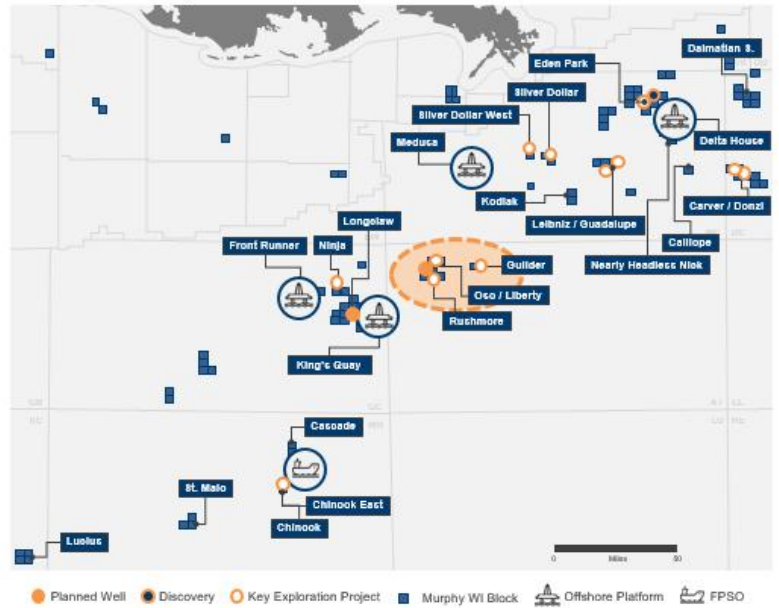 Dalmatian S.
Eden Park
Silver Dollar
Silver Dollar West
Medusa
Delta House
Kodiak
Leibniz / Guadalupe
Carver / Donzi
Longclaw
Calliope
Front Runner
Ninja
Nearly Headless Nick
Guilder
Oso / Liberty
Rushmore
King's Quay
Cascade
St. Malo
Chinook East
Chinook
Lucius
0
50
Miles
Planned Well
Discovery
Key Exploration Project
Murphy WI Block
Offshore Platform
FPSO